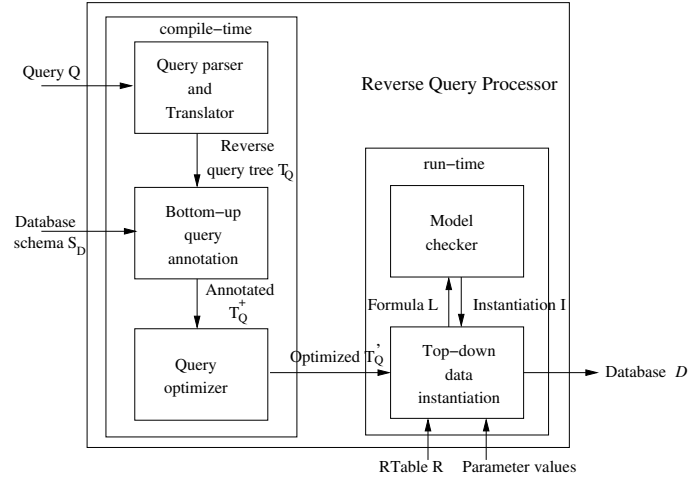 compile-time
Query Q
Query parser
and
Translator
Reverse Query Processor
Reverse
query tree T_Q
run-time
Database
schema S_D
Bottom-up
query
annotation
Model
checker
Annotated
T_Q^+
Formula L
Instantiation I
Query
optimizer
Optimized T_Q'
Top-down
data
instantiation
Database D
RTable R
Parameter values